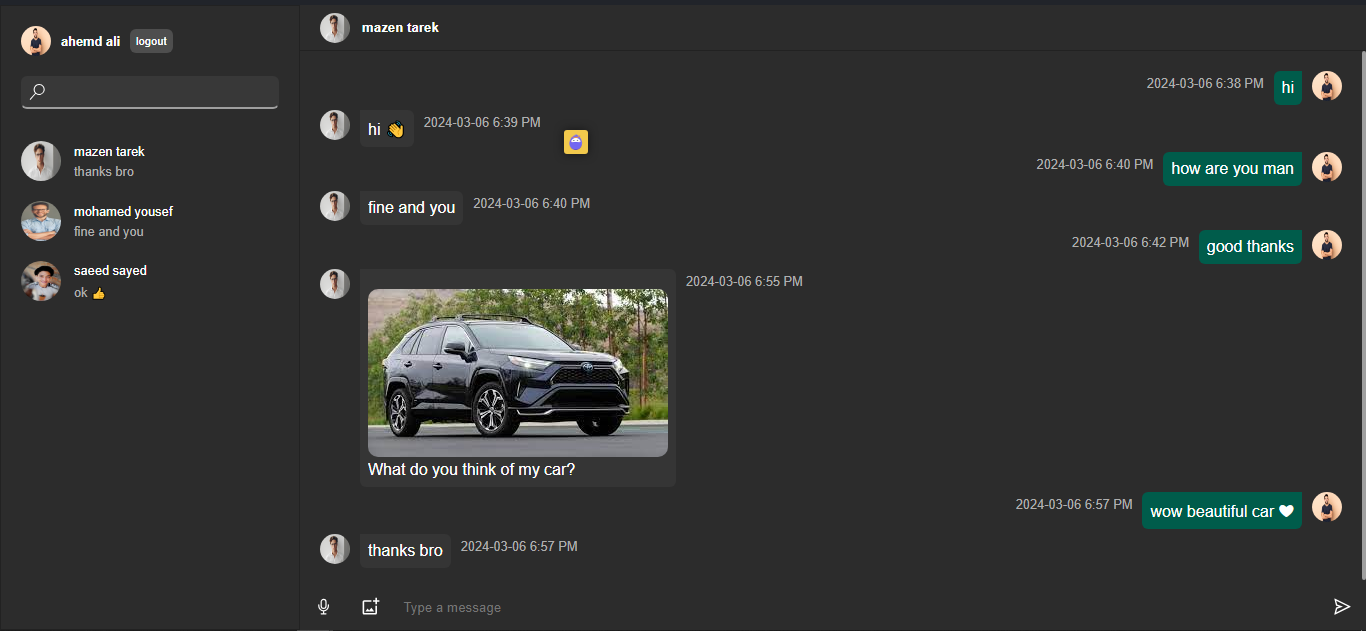 ahemd ali
logout
mazen tarek
thanks bro
mohamed yousef
fine and you
saeed sayed
ok 👍
mazen tarek
2024-03-06 6:38 PM
hi
hi 👋
2024-03-06 6:39 PM
2024-03-06 6:40 PM
how are you man
fine and you
2024-03-06 6:40 PM
2024-03-06 6:42 PM
good thanks
2024-03-06 6:55 PM
What do you think of my car?
2024-03-06 6:57 PM
wow beautiful car ❤
thanks bro
2024-03-06 6:57 PM
Type a message